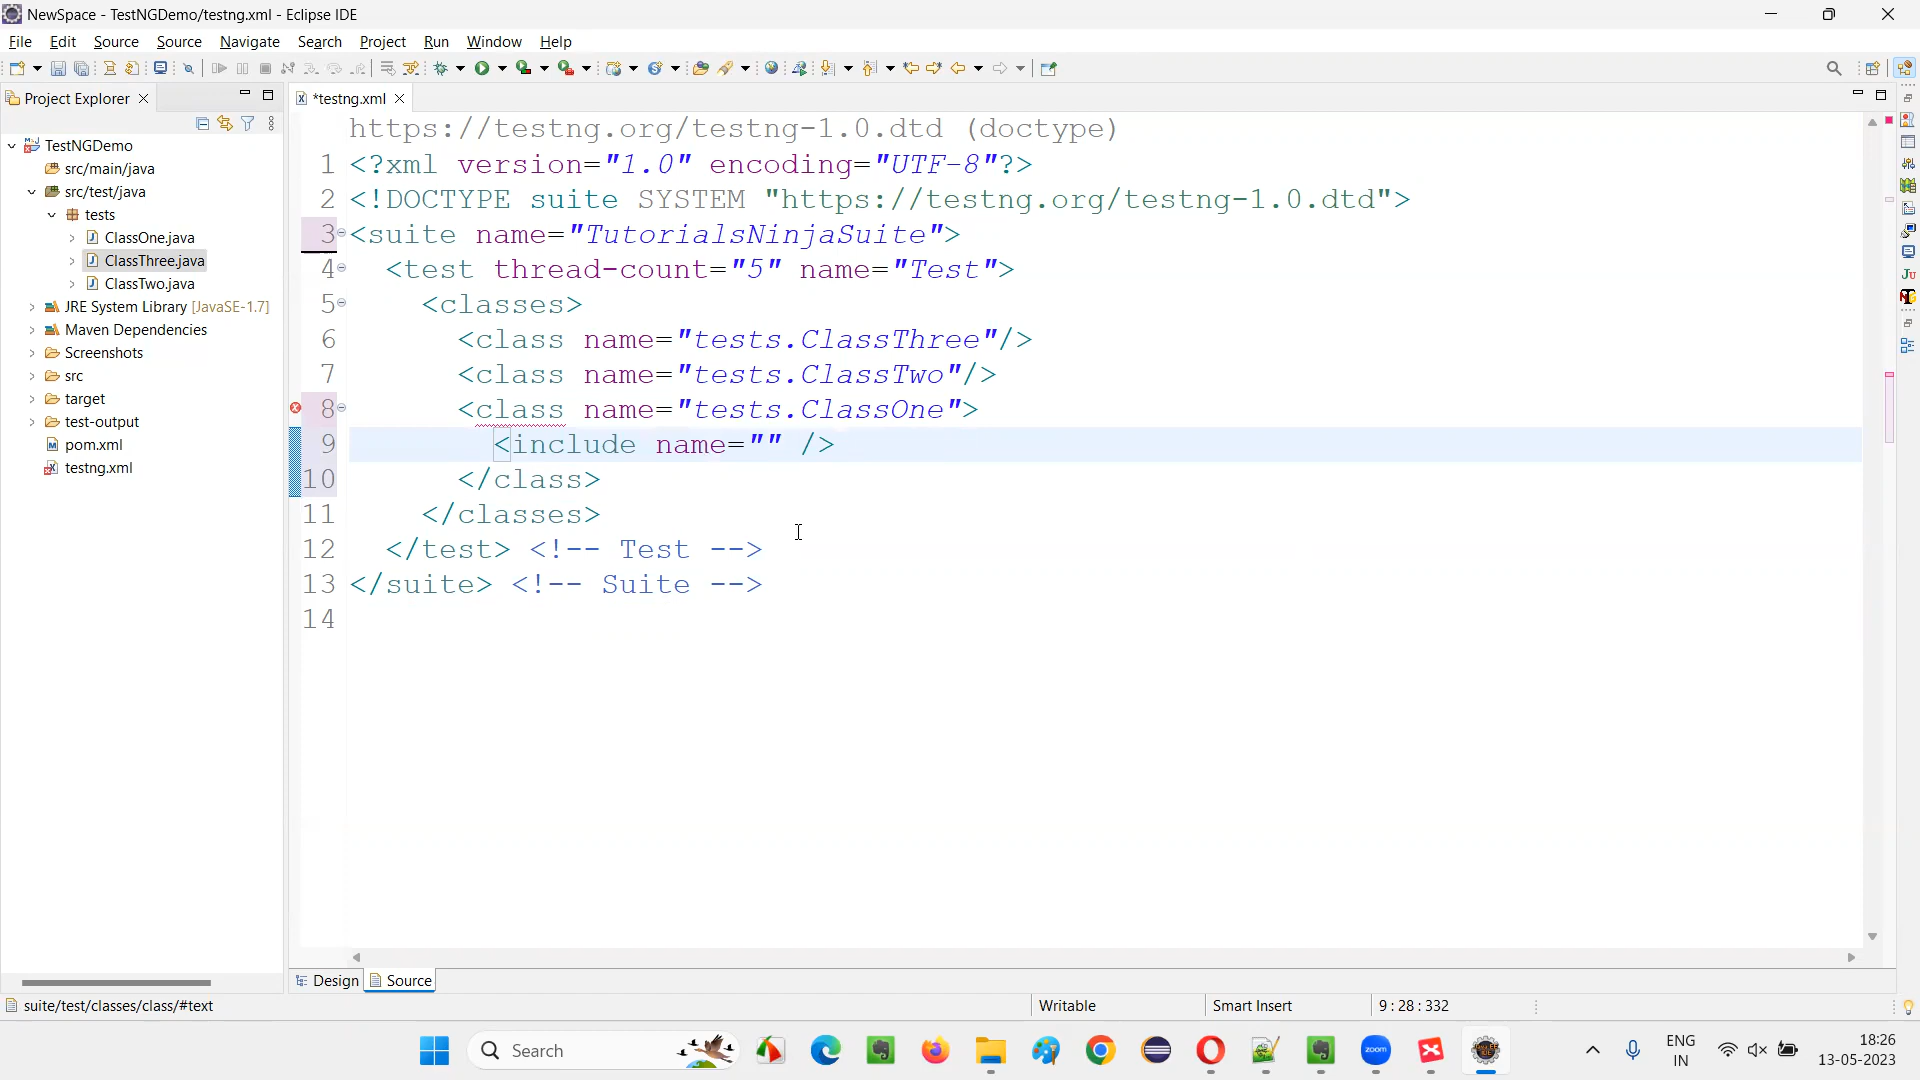 NewSpace - TestNGDemo/testng.xml - Eclipse IDE
File Edit Source Source Navigate Search Project Run Window Help
Project Explorer
*testng.xml
TestNGDemo
src/main/java
src/test/java
tests
ClassOne.java
ClassThree.java
ClassTwo.java
JRE System Library [JavaSE-1.7]
Maven Dependencies
Screenshots
src
target
test-output
pom.xml
testng.xml
https://testng.org/testng-1.0.dtd (doctype)
1 <?xml version="1.0" encoding="UTF-8"?>
2 <!DOCTYPE suite SYSTEM "https://testng.org/testng-1.0.dtd">
3 <suite name="TutorialsNinjaSuite">
4 <test thread-count="5" name="Test">
5 <classes>
6 <class name="tests.ClassThree"/>
7 <class name="tests.ClassTwo"/>
8 <class name="tests.ClassOne">
9 <include name="" />
10 </class>
11 </classes>
12 </test> <!-- Test -->
13 </suite> <!-- Suite -->
14
Design Source
suite/test/classes/class/#text Writable Smart Insert 9 : 28 : 332
Search
zoom
ENG
IN
18:26
13-05-2023